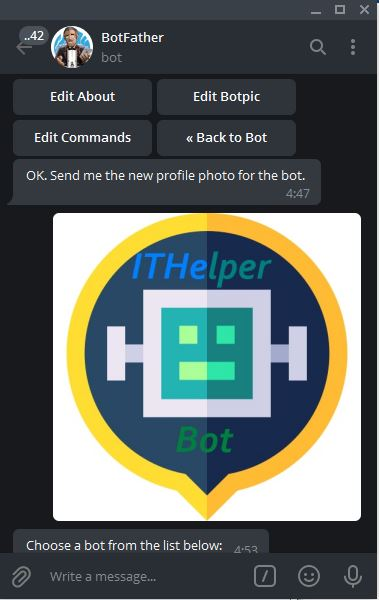 ..42
BotFather
bot
Edit About
Edit Botpic
Edit Commands
« Back to Bot
OK. Send me the new profile photo for the bot.
4:47
ITHelper
Bot
Choose a bot from the list below:
4:53
Write a message...